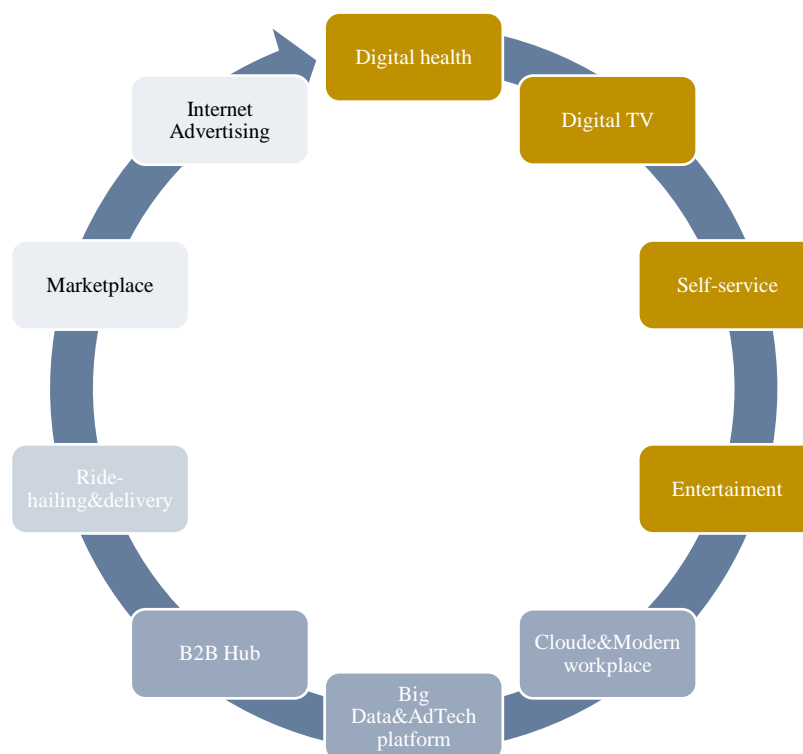 Digital health
Digital TV
Self-service
Entertaiment
Cloude&Modern
workplace
Big
Data&AdTech
platform
B2B Hub
Ride-
hailing&delivery
Marketplace
Internet
Advertising